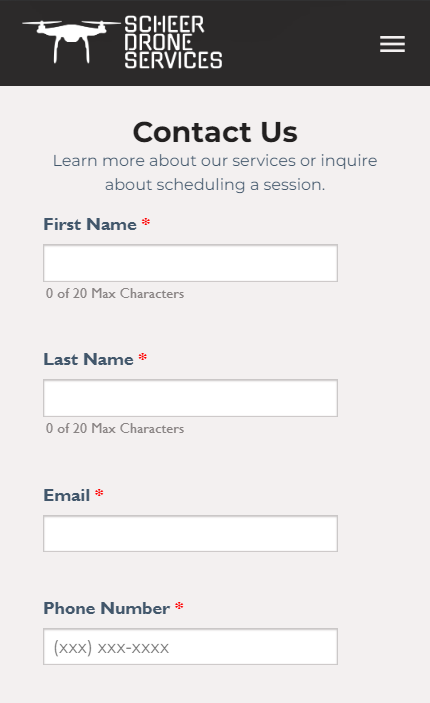 SCHEER
DRONE
SERVICES
Contact Us
Learn more about our services or inquire
about scheduling a session.
First Name *
0 of 20 Max Characters
Last Name *
0 of 20 Max Characters
Email *
Phone Number *
(xxx) xxx-xxxx